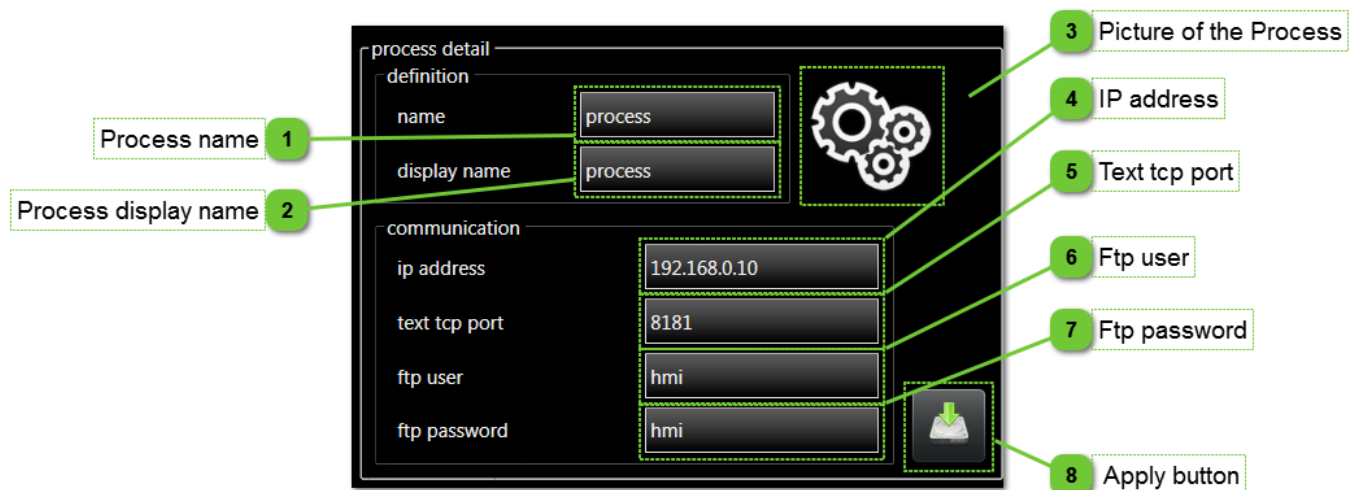 process detail
definition
name
process
display name
process
communication
ip address
192.168.0.10
text tcp port
8181
ftp user
hmi
ftp password
hmi
Process name 1
Process display name 2
3 Picture of the Process
4 IP address
5 Text tcp port
6 Ftp user
7 Ftp password
8 Apply button